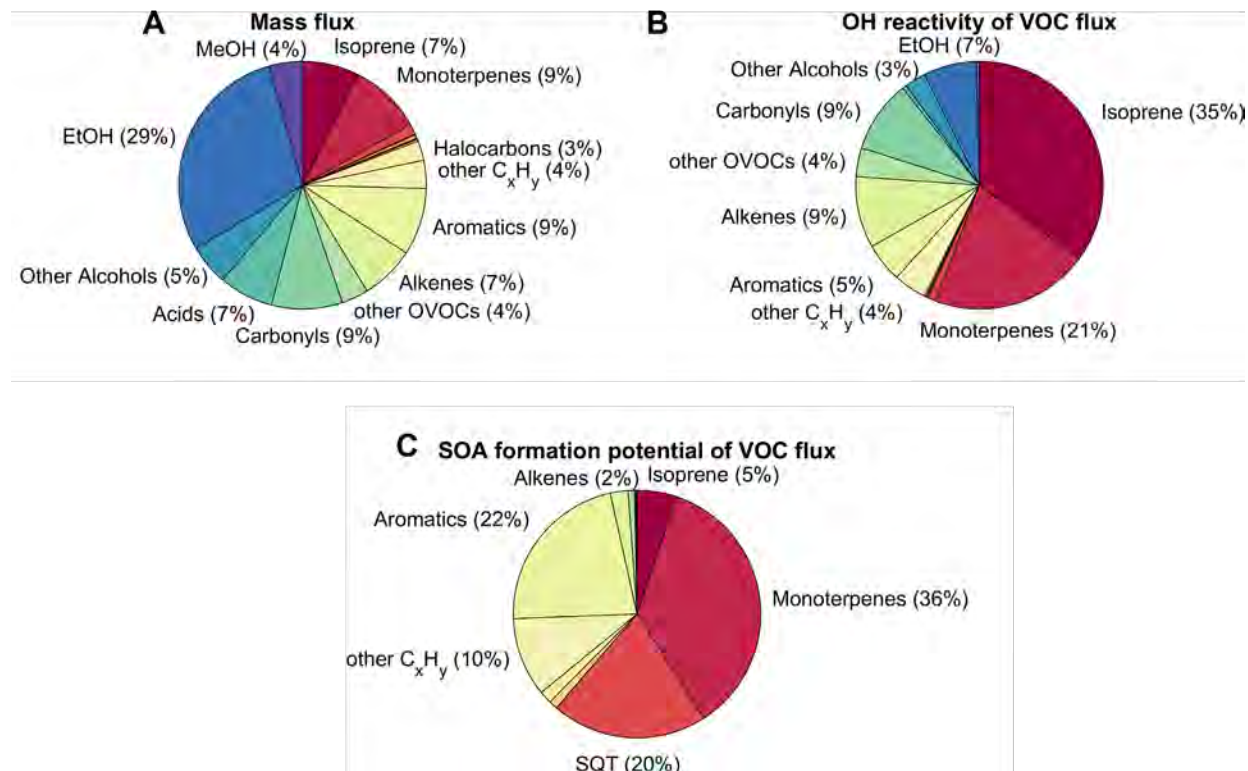 A
Mass flux
MeOH (4%)
Isoprene (7%)
Monoterpenes (9%)
EtOH (29%)
Halocarbons (3%)
other CxHy (4%)
Aromatics (9%)
Other Alcohols (5%)
Alkenes (7%)
Acids (7%)
other OVOCs (4%)
Carbonyls (9%)
B
OH reactivity of VOC flux
EtOH (7%)
Other Alcohols (3%)
Carbonyls (9%)
Isoprene (35%)
other OVOCs (4%)
Alkenes (9%)
Aromatics (5%)
other CxHy (4%)
Monoterpenes (21%)
C
SOA formation potential of VOC flux
Alkenes (2%)
Isoprene (5%)
Aromatics (22%)
Monoterpenes (36%)
other CxHy (10%)
SQT (20%)